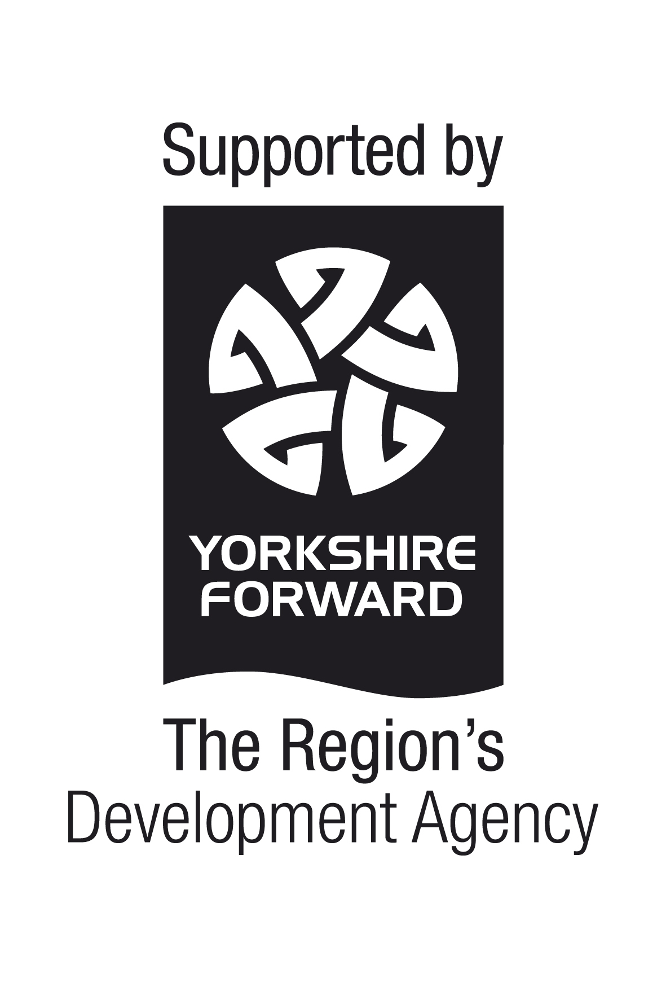 Supported by
YORKSHIRE
FORWARD
The Region’s
Development Agency